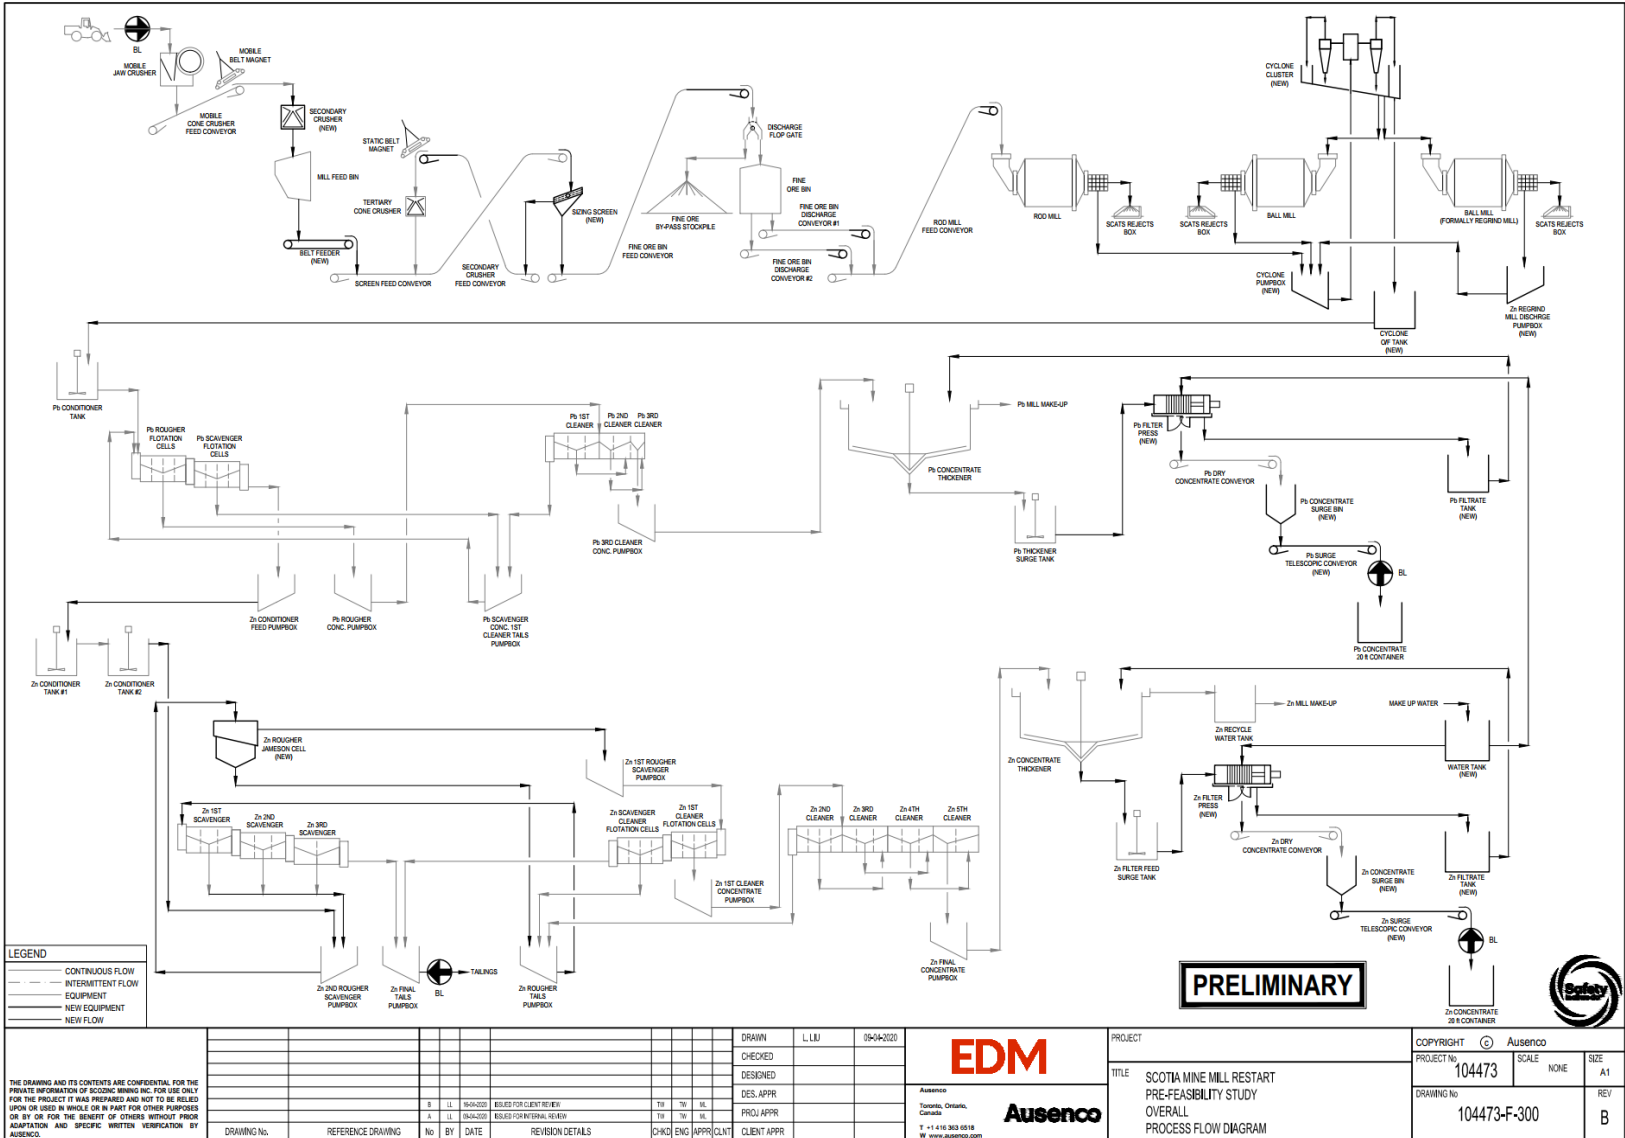 BL
MOBILE
JAW CRUSHER
MOBILE
BELT MAGNET
MOBILE
CONE CRUSHER
FEED CONVEYOR
SECONDARY
CRUSHER
(NEW)
MILL FEED BIN
BELT FEEDER
(NEW)
STATIC BELT
MAGNET
TERTIARY
CONE CRUSHER
SCREEN FEED CONVEYOR
SECONDARY
CRUSHER
FEED CONVEYOR
SIZING SCREEN
(NEW)
FINE ORE BIN
FEED CONVEYOR
FINE ORE
BY-PASS STOCKPILE
DISCHARGE
FLOP GATE
FINE
ORE BIN
FINE ORE BIN
DISCHARGE
CONVEYOR #1
FINE ORE BIN
DISCHARGE
CONVEYOR #2
ROD MILL
FEED CONVEYOR
ROD MILL
SCATS REJECTS
BOX
SCATS REJECTS
BOX
BALL MILL
BALL MILL
(FORMALLY REGRIND MILL)
SCATS REJECTS
BOX
CYCLONE
CLUSTER
(NEW)
CYCLONE
PUMPBOX
(NEW)
CYCLONE
O/F TANK
(NEW)
Zn REGRIND
MILL DISCHRGE
PUMPBOX
(NEW)
Pb CONDITIONER
TANK
Pb ROUGHER
FLOTATION
CELLS
Pb SCAVENGER
FLOTATION
CELLS
Pb 1ST
CLEANER
Pb 2ND
CLEANER
Pb 3RD
CLEANER
Pb 3RD CLEANER
CONC. PUMPBOX
Pb MILL MAKE-UP
Pb CONCENTRATE
THICKENER
Pb THICKENER
SURGE TANK
Pb FILTER
PRESS
(NEW)
Pb DRY
CONCENTRATE CONVEYOR
Pb CONCENTRATE
SURGE BIN
(NEW)
Pb FILTRATE
TANK
(NEW)
Pb SURGE
TELESCOPIC CONVEYOR
(NEW)
BL
Pb CONCENTRATE
20 ft CONTAINER
Zn CONDITIONER
FEED PUMPBOX
Pb ROUGHER
CONC. PUMPBOX
Pb SCAVENGER
CONC. 1ST
CLEANER TAILS
PUMPBOX
Zn CONDITIONER
TANK #1
Zn CONDITIONER
TANK #2
Zn ROUGHER
JAMESON CELL
(NEW)
Zn 1ST ROUGHER
SCAVENGER
PUMPBOX
Zn 1ST
SCAVENGER
Zn 2ND
SCAVENGER
Zn 3RD
SCAVENGER
Zn SCAVENGER
CLEANER
FLOTATION CELLS
Zn 1ST
CLEANER
FLOTATION CELLS
Zn 1ST CLEANER
CONCENTRATE
PUMPBOX
Zn 2ND
CLEANER
Zn 3RD
CLEANER
Zn 4TH
CLEANER
Zn 5TH
CLEANER
Zn CONCENTRATE
THICKENER
Zn RECYCLE
WATER TANK
Zn MILL MAKE-UP
MAKE UP WATER
WATER TANK
(NEW)
Zn FILTER
PRESS
(NEW)
Zn FILTER FEED
SURGE TANK
Zn DRY
CONCENTRATE CONVEYOR
Zn CONCENTRATE
SURGE BIN
(NEW)
Zn FILTRATE
TANK
(NEW)
Zn SURGE
TELESCOPIC CONVEYOR
(NEW)
BL
Zn CONCENTRATE
20 ft CONTAINER
Zn 2ND ROUGHER
SCAVENGER
PUMPBOX
Zn FINAL
TAILS
PUMPBOX
BL
TAILINGS
Zn ROUGHER
TAILS
PUMPBOX
Zn FINAL
CONCENTRATE
PUMPBOX
PRELIMINARY
Safety
LEGEND
CONTINUOUS FLOW
INTERMITTENT FLOW
EQUIPMENT
NEW EQUIPMENT
NEW FLOW
THE DRAWING AND ITS CONTENTS ARE CONFIDENTIAL FOR THE
PRIVATE INFORMATION OF SCOZINC MINING INC. FOR USE ONLY
FOR THE PROJECT IT WAS PREPARED AND NOT TO BE RELIED
UPON OR USED IN WHOLE OR IN PART FOR OTHER PURPOSES
OR BY OR FOR THE BENEFIT OF OTHERS WITHOUT PRIOR
ADAPTATION AND SPECIFIC WRITTEN VERIFICATION BY
AUSENCO.
B LL 16-04-2020 ISSUED FOR CLIENT REVIEW TW TW ML
A LL 09-04-2020 ISSUED FOR INTERNAL REVIEW TW TW ML
DRAWING No. REFERENCE DRAWING No BY DATE REVISION DETAILS CHKD ENG APPR CLNT
DRAWN L. LIU 09-04-2020
CHECKED
DESIGNED
DES. APPR
PROJ APPR
CLIENT APPR
EDM
Ausenco
Toronto, Ontario,
Canada
T +1 416 363 6518
W www.ausenco.com
Ausenco
PROJECT
TITLE
SCOTIA MINE MILL RESTART
PRE-FEASIBILITY STUDY
OVERALL
PROCESS FLOW DIAGRAM
COPYRIGHT © Ausenco
PROJECT No
104473
SCALE
NONE
SIZE
A1
DRAWING No
104473-F-300
REV
B